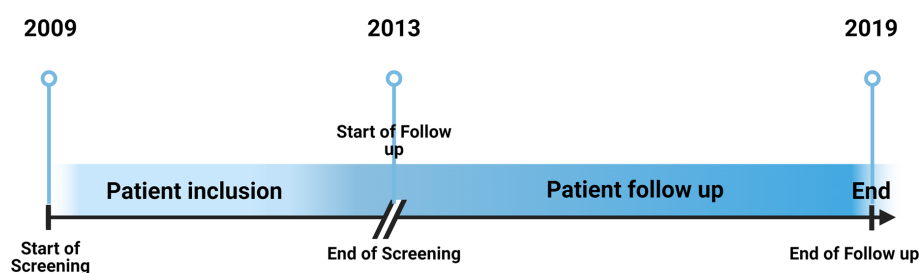 2009
2013
2019
Start of Follow
up
Patient inclusion
Patient follow up
End
Start of
Screening
End of Screening
End of Follow up